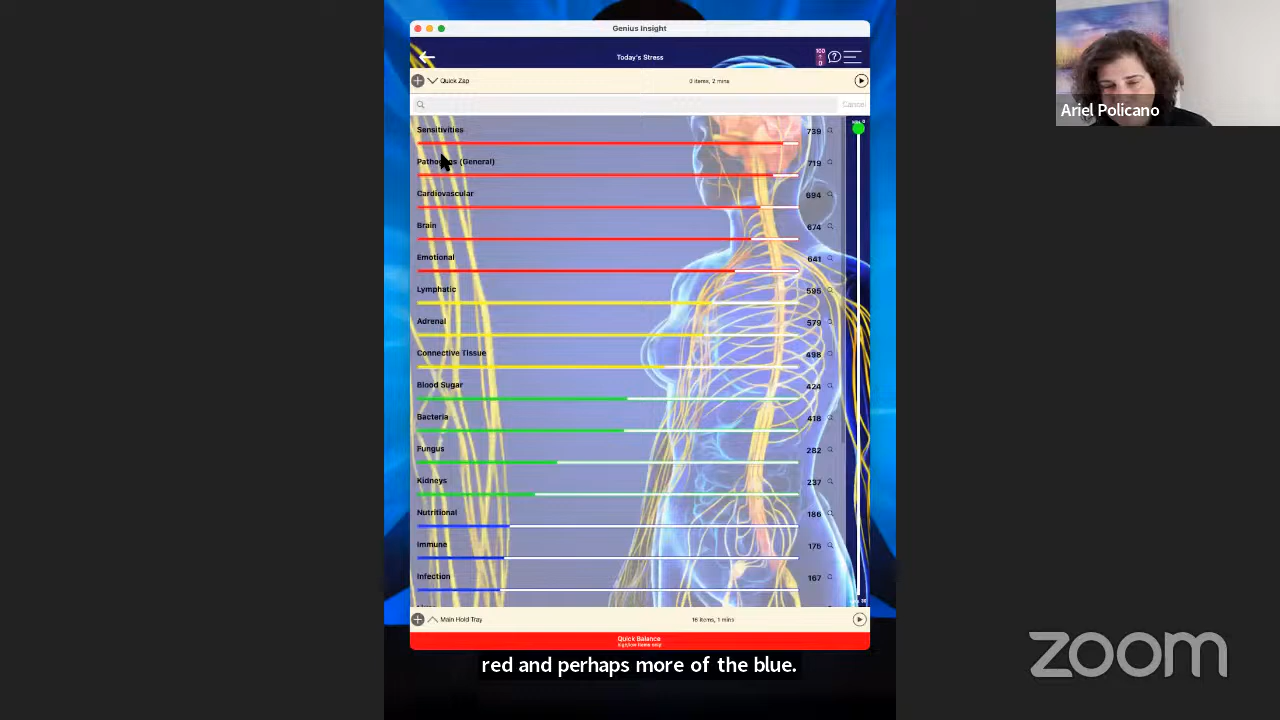 Genius Insight
Today's Stress
100
0
Quick Zap
0 items, 2 mins
Cancel
Sensitivities 739
Pathogens (General) 719
Cardiovascular 694
Brain 674
Emotional 641
Lymphatic 595
Adrenal 579
Connective Tissue 498
Blood Sugar 424
Bacteria 418
Fungus 282
Kidneys 237
Nutritional 186
Immune 175
Infection 167
Main Hold Tray
16 items, 1 mins
Quick Balance
red and perhaps more of the blue.
Ariel Policano
zoom